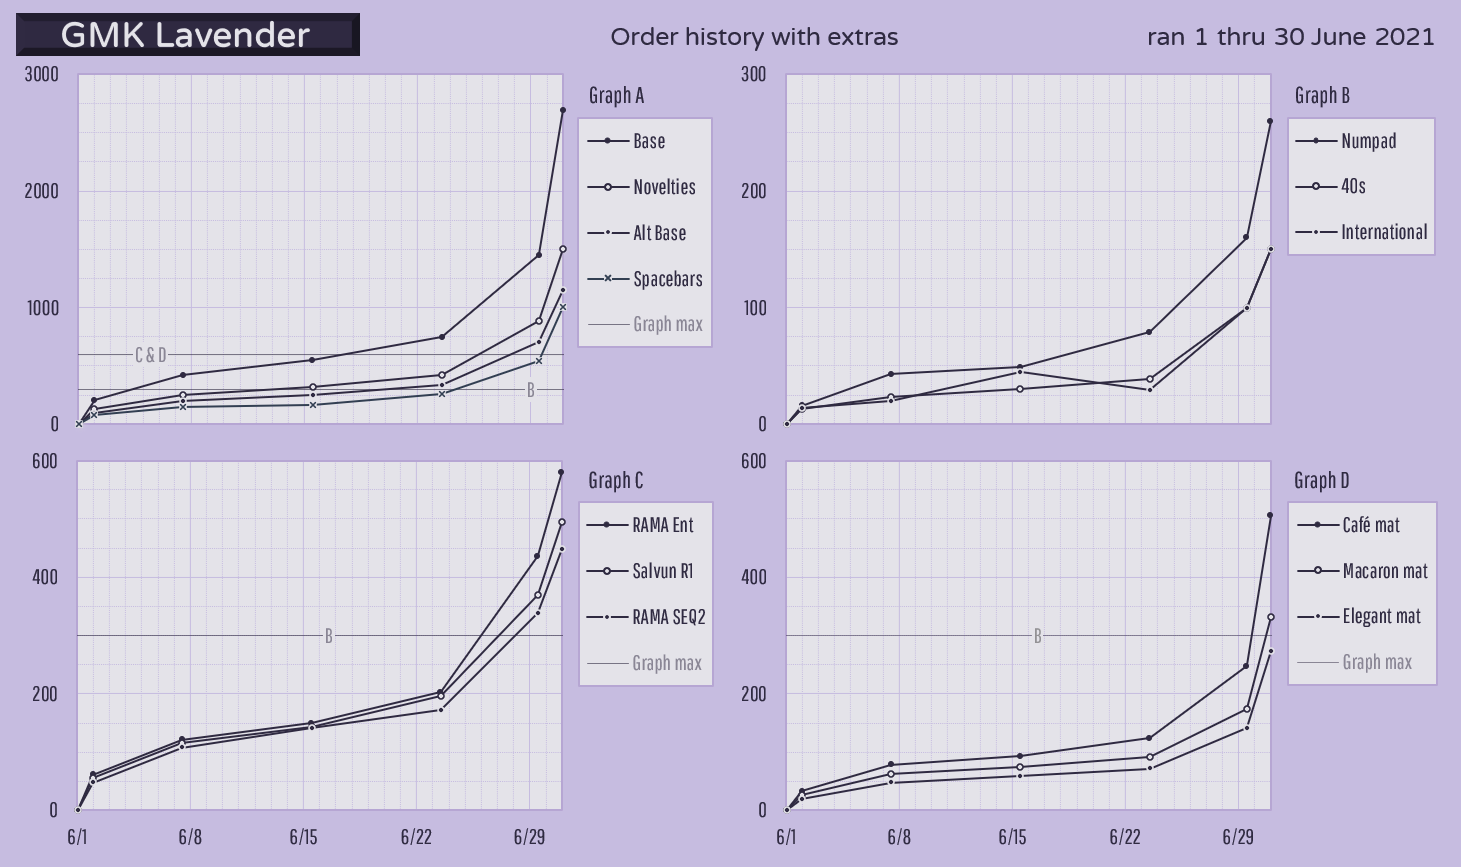 GMK Lavender
Order history with extras
ran 1 thru 30 June 2021
3000
2000
1000
0
C & D
B
Graph A
Base
Novelties
Alt Base
Spacebars
Graph max
300
200
100
0
Graph B
Numpad
40s
International
600
400
200
0
B
6/1
6/8
6/15
6/22
6/29
Graph C
RAMA Ent
Salvun R1
RAMA SEQ2
Graph max
600
400
200
0
B
6/1
6/8
6/15
6/22
6/29
Graph D
Café mat
Macaron mat
Elegant mat
Graph max